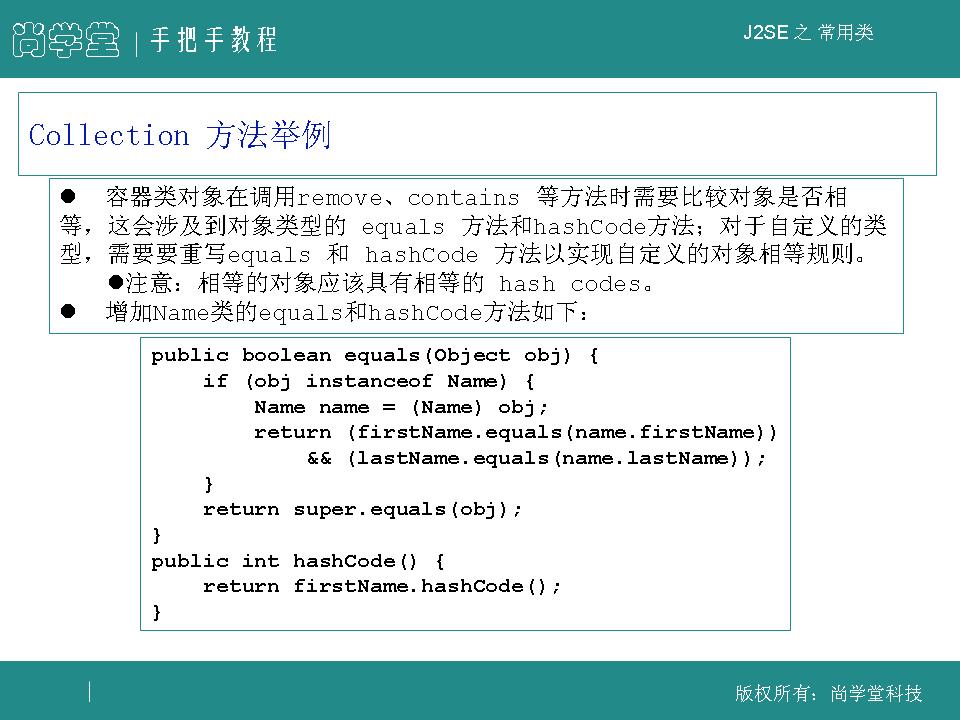 尚学堂 | 手把手教程
J2SE 之 常用类
Collection 方法举例
● 容器类对象在调用remove、contains 等方法时需要比较对象是否相
等，这会涉及到对象类型的 equals 方法和hashCode方法；对于自定义的类
型，需要要重写equals 和 hashCode 方法以实现自定义的对象相等规则。
●注意：相等的对象应该具有相等的 hash codes。
● 增加Name类的equals和hashCode方法如下：
public boolean equals(Object obj) {
    if (obj instanceof Name) {
        Name name = (Name) obj;
        return (firstName.equals(name.firstName))
            && (lastName.equals(name.lastName));
    }
    return super.equals(obj);
}
public int hashCode() {
    return firstName.hashCode();
}
版权所有：尚学堂科技